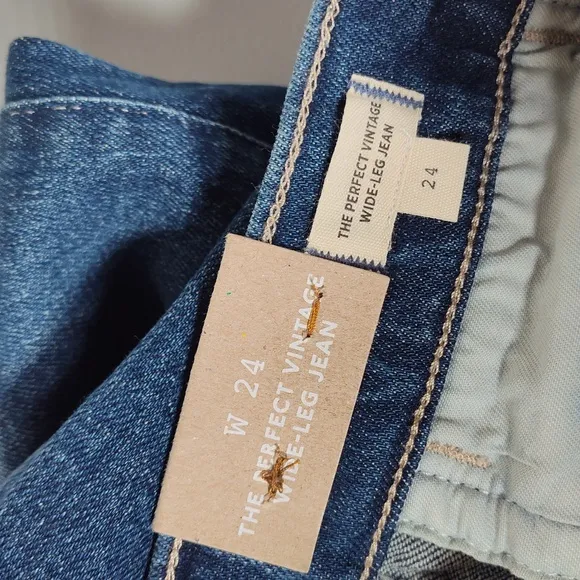 THE PERFECT VINTAGE
WIDE-LEG JEAN
24
W 24
THE PERFECT VINTAGE
WIDE-LEG JEAN